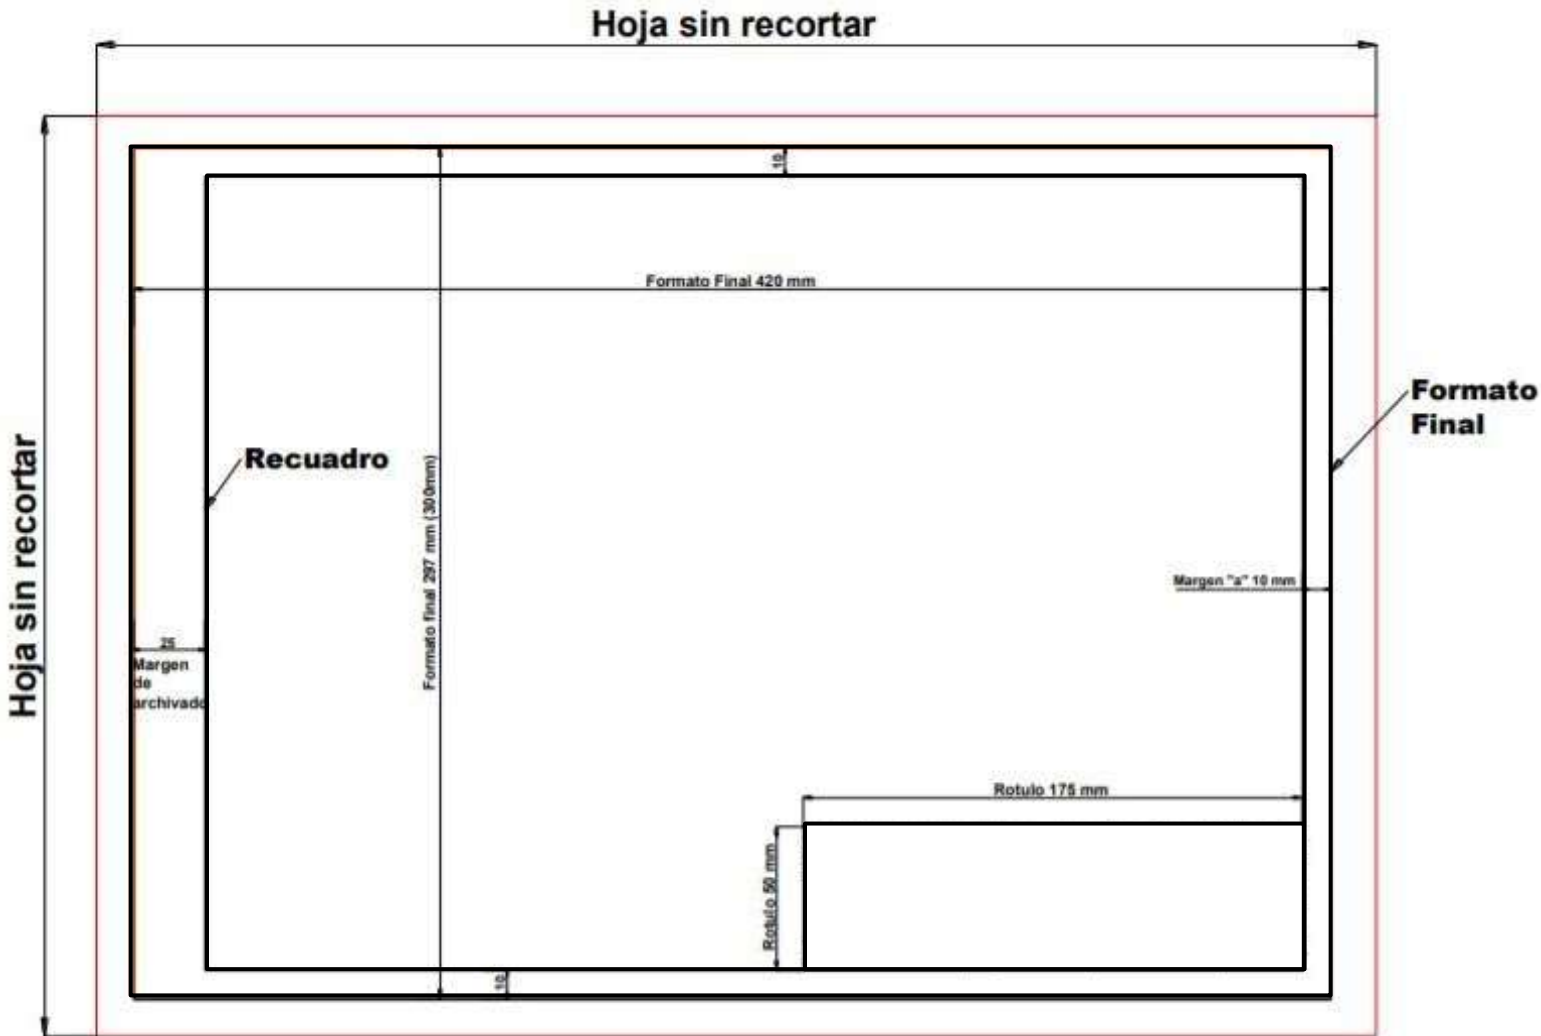 Hoja sin recortar
10
Formato Final 420 mm
Formato
Final
Recuadro
Hoja sin recortar
Formato final 297 mm (300mm)
Margen "a" 10 mm
25
Margen
de
archivado
Rotulo 175 mm
Rotulo 50 mm
10